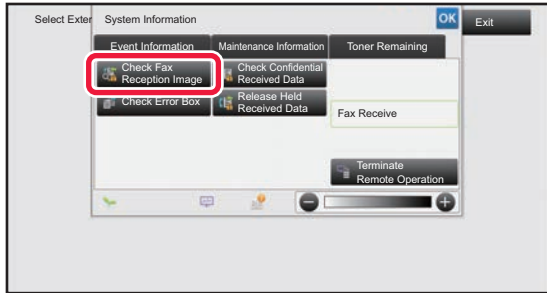 Select Exter
System Information
OK
Exit
Event Information
Maintenance Information
Toner Remaining
Check Fax
Reception Image
Check Confidential
Received Data
Check Error Box
Release Held
Received Data
Fax Receive
Terminate
Remote Operation